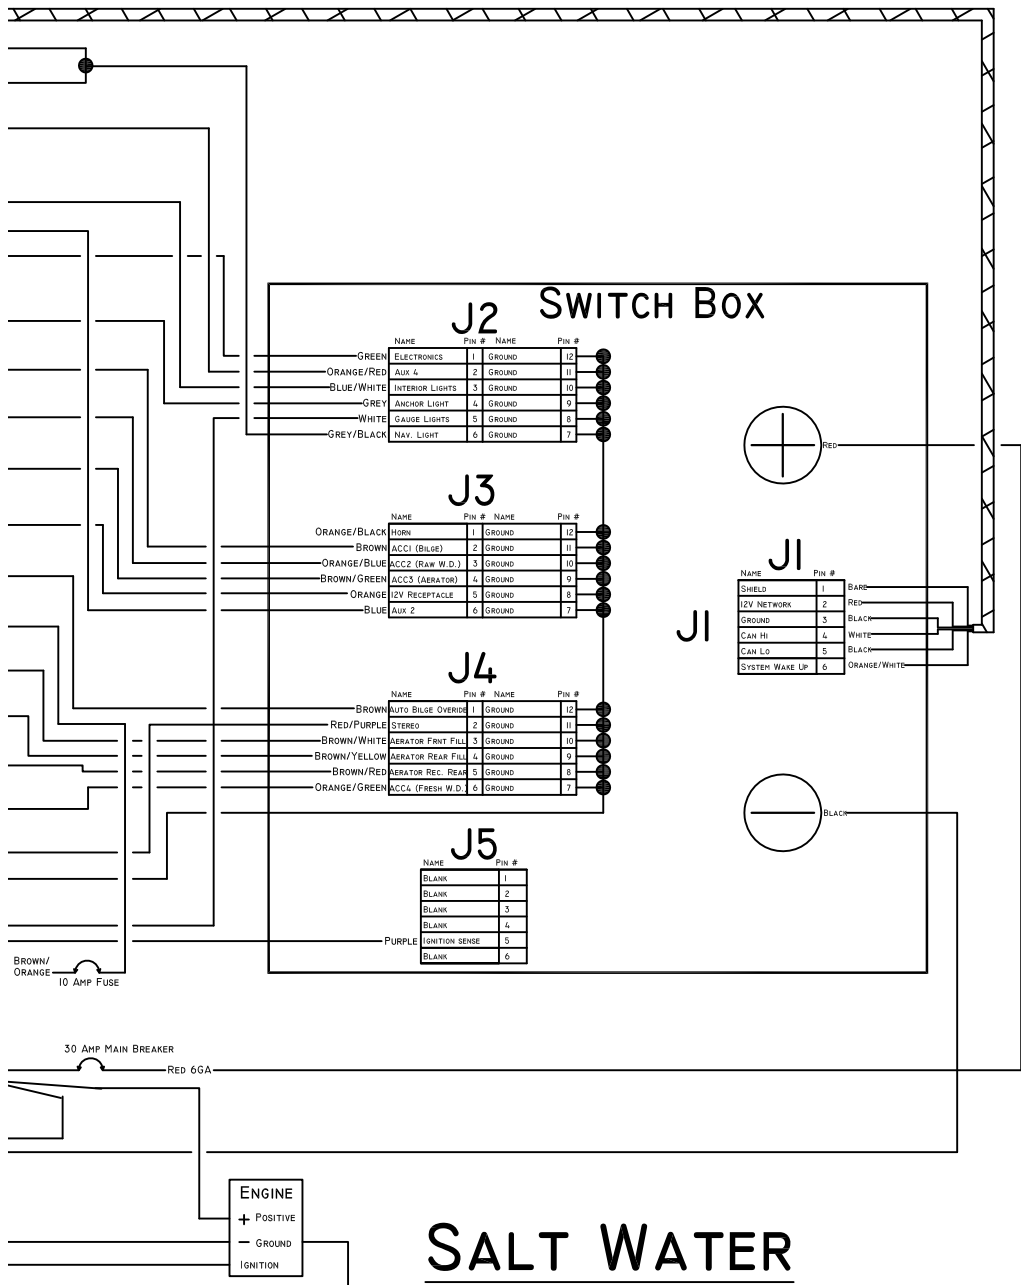 SWITCH BOX
J2
NAME PIN # NAME PIN #
GREEN ELECTRONICS 1 GROUND 12
ORANGE/RED AUX 4 2 GROUND 11
BLUE/WHITE INTERIOR LIGHTS 3 GROUND 10
GREY ANCHOR LIGHT 4 GROUND 9
WHITE GAUGE LIGHTS 5 GROUND 8
GREY/BLACK NAV. LIGHT 6 GROUND 7
RED
J3
NAME PIN # NAME PIN #
ORANGE/BLACK HORN 1 GROUND 12
BROWN ACC1 (BILGE) 2 GROUND 11
ORANGE/BLUE ACC2 (RAW W.D.) 3 GROUND 10
BROWN/GREEN ACC3 (AERATOR) 4 GROUND 9
ORANGE 12V RECEPTACLE 5 GROUND 8
BLUE AUX 2 6 GROUND 7
J1
NAME PIN #
SHIELD 1 BARE
12V NETWORK 2 RED
GROUND 3 BLACK
CAN HI 4 WHITE
CAN LO 5 BLACK
SYSTEM WAKE UP 6 ORANGE/WHITE
J1
J4
NAME PIN # NAME PIN #
BROWN AUTO BILGE OVERIDE 1 GROUND 12
RED/PURPLE STEREO 2 GROUND 11
BROWN/WHITE AERATOR FRNT FILL 3 GROUND 10
BROWN/YELLOW AERATOR REAR FILL 4 GROUND 9
BROWN/RED AERATOR REC. REAR 5 GROUND 8
ORANGE/GREEN ACC4 (FRESH W.D.) 6 GROUND 7
BLACK
J5
NAME PIN #
BLANK 1
BLANK 2
BLANK 3
BLANK 4
PURPLE IGNITION SENSE 5
BLANK 6
BROWN/
ORANGE
10 AMP FUSE
30 AMP MAIN BREAKER
RED 6GA
ENGINE
+ POSITIVE
- GROUND
IGNITION
SALT WATER